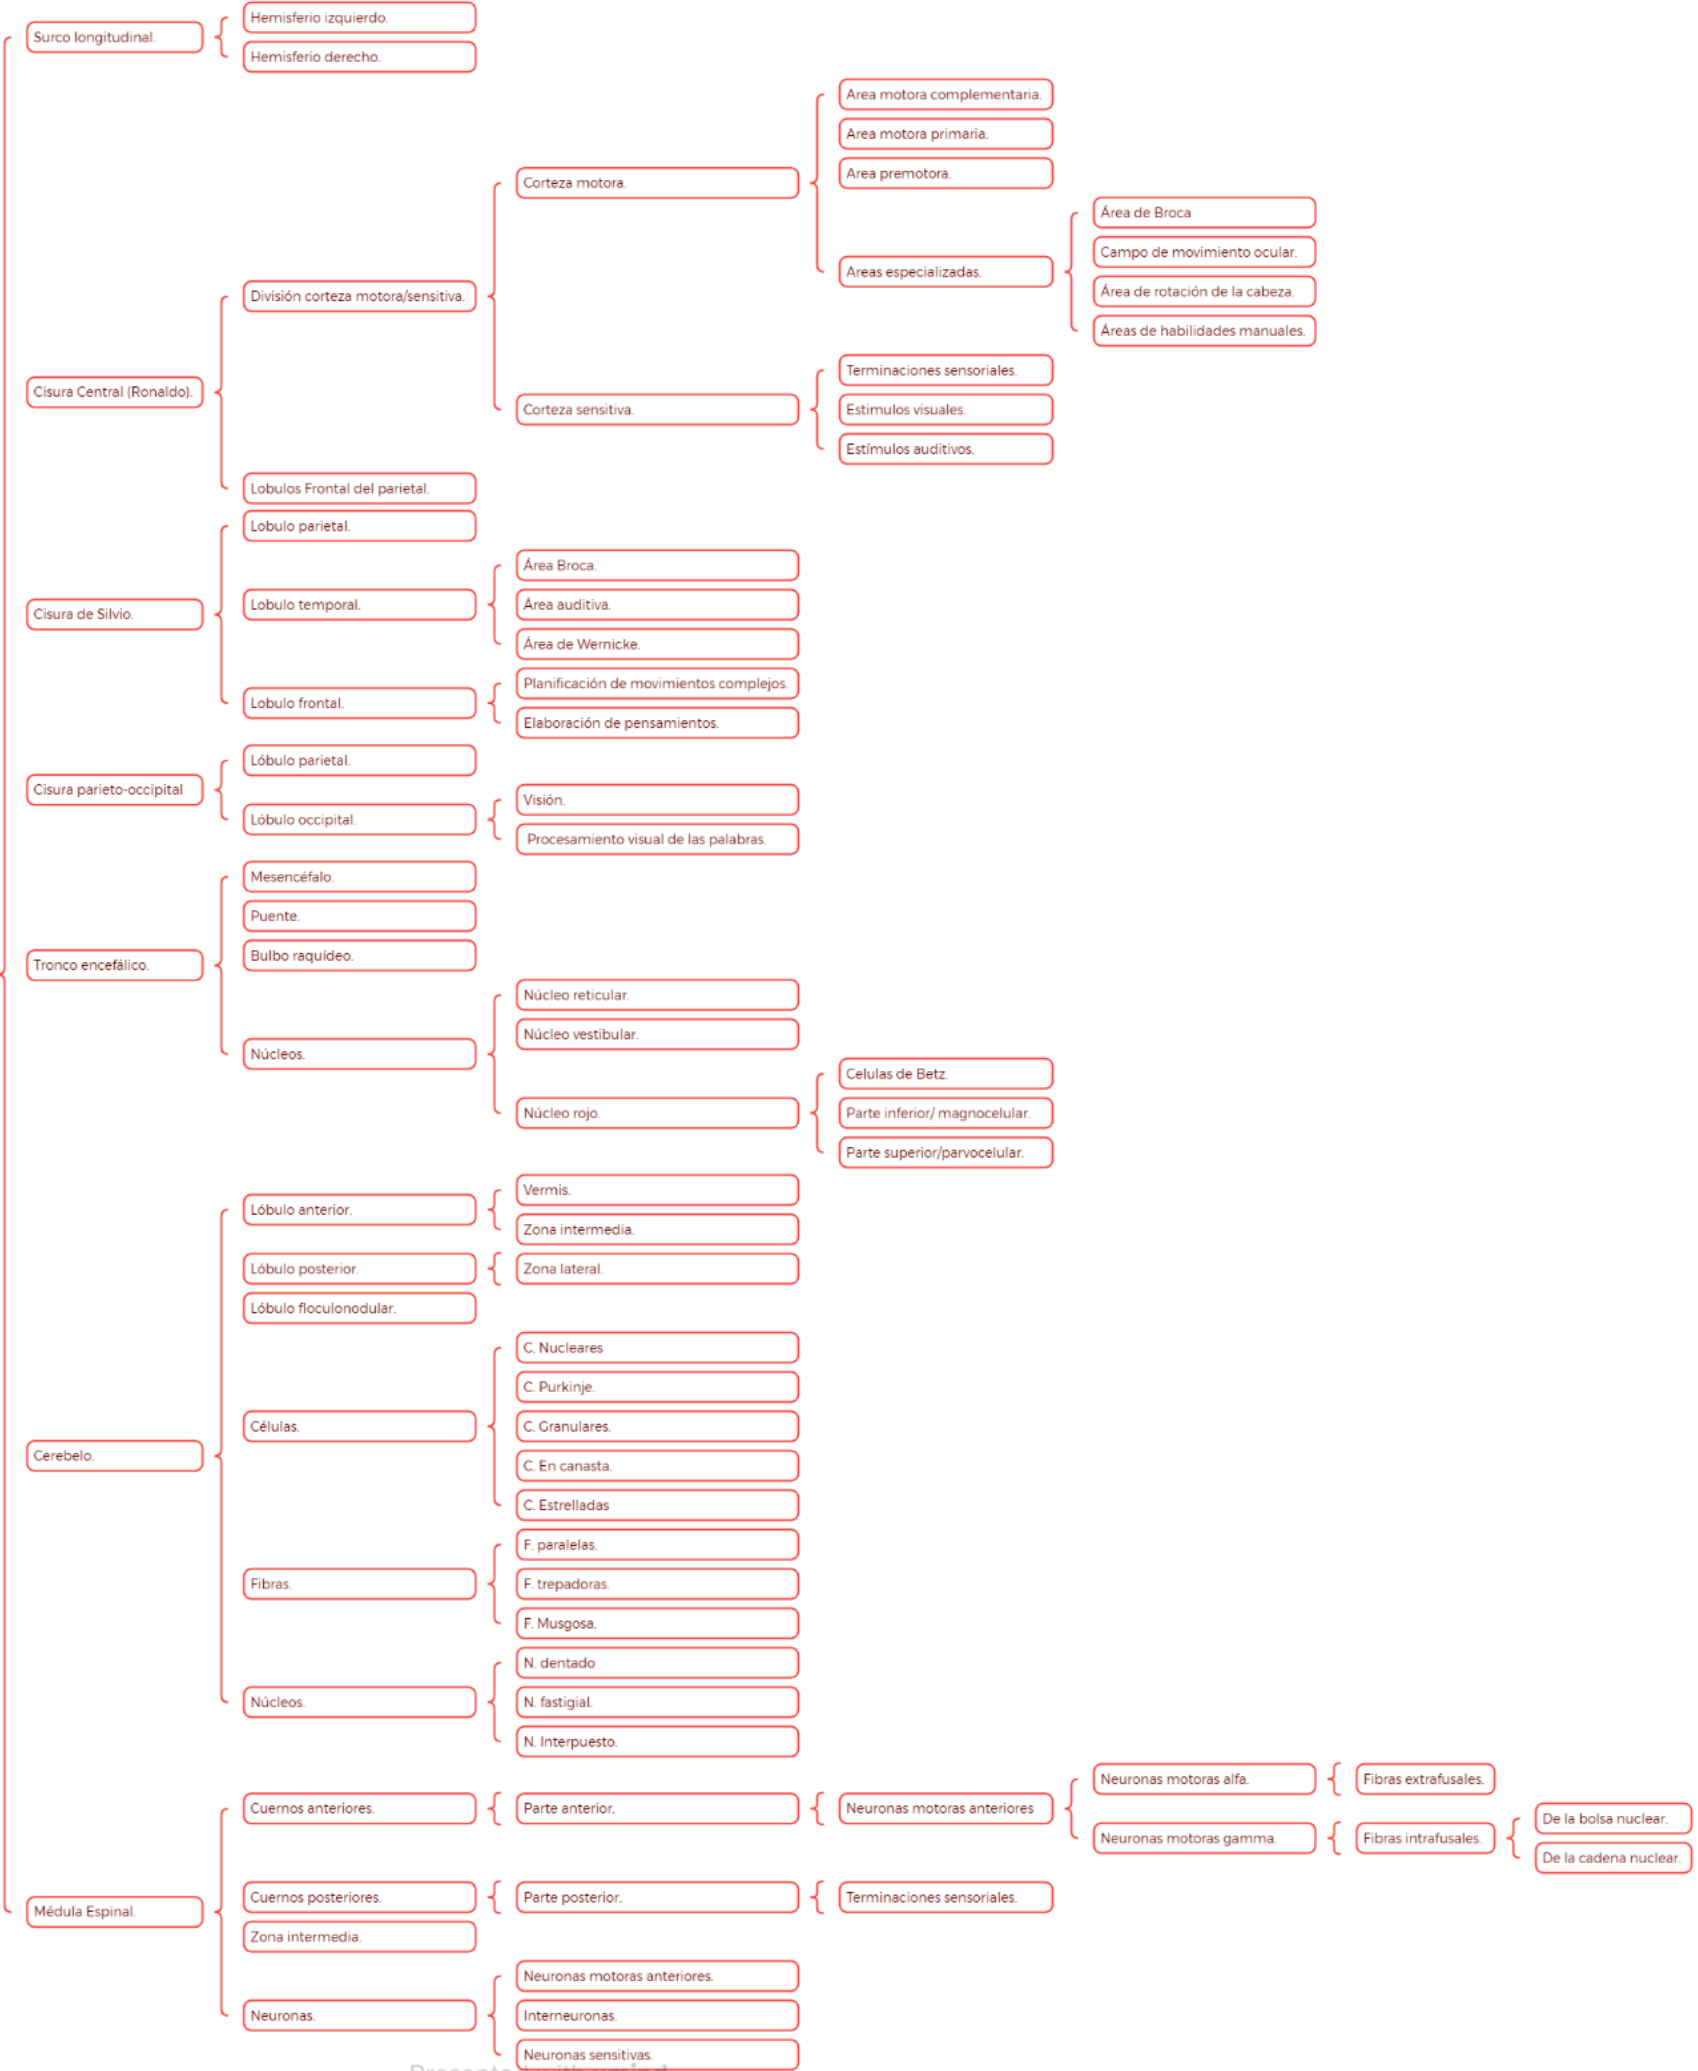 Surco longitudinal.
Hemisferio izquierdo.
Hemisferio derecho.
Cisura Central (Ronaldo).
División corteza motora/sensitiva.
Corteza motora.
Area motora complementaria.
Area motora primaria.
Area premotora.
Areas especializadas.
Área de Broca
Campo de movimiento ocular.
Área de rotación de la cabeza.
Áreas de habilidades manuales.
Corteza sensitiva.
Terminaciones sensoriales.
Estimulos visuales.
Estímulos auditivos.
Lobulos Frontal del parietal.
Cisura de Silvio.
Lobulo parietal.
Lobulo temporal.
Área Broca.
Área auditiva.
Área de Wernicke.
Lobulo frontal.
Planificación de movimientos complejos.
Elaboración de pensamientos.
Cisura parieto-occipital
Lóbulo parietal.
Lóbulo occipital.
Visión.
Procesamiento visual de las palabras.
Tronco encefálico.
Mesencéfalo.
Puente.
Bulbo raquídeo.
Núcleos.
Núcleo reticular.
Núcleo vestibular.
Núcleo rojo.
Celulas de Betz.
Parte inferior/ magnocelular.
Parte superior/parvocelular.
Cerebelo.
Lóbulo anterior.
Vermis.
Zona intermedia.
Lóbulo posterior.
Zona lateral.
Lóbulo floculonodular.
Células.
C. Nucleares
C. Purkinje.
C. Granulares.
C. En canasta.
C. Estrelladas
Fibras.
F. paralelas.
F. trepadoras.
F. Musgosa.
Núcleos.
N. dentado
N. fastigial.
N. Interpuesto.
Médula Espinal.
Cuernos anteriores.
Parte anterior.
Neuronas motoras anteriores
Neuronas motoras alfa.
Fibras extrafusales.
Neuronas motoras gamma.
Fibras intrafusales.
De la bolsa nuclear.
De la cadena nuclear.
Cuernos posteriores.
Parte posterior.
Terminaciones sensoriales.
Zona intermedia.
Neuronas.
Neuronas motoras anteriores.
Interneuronas.
Neuronas sensitivas.